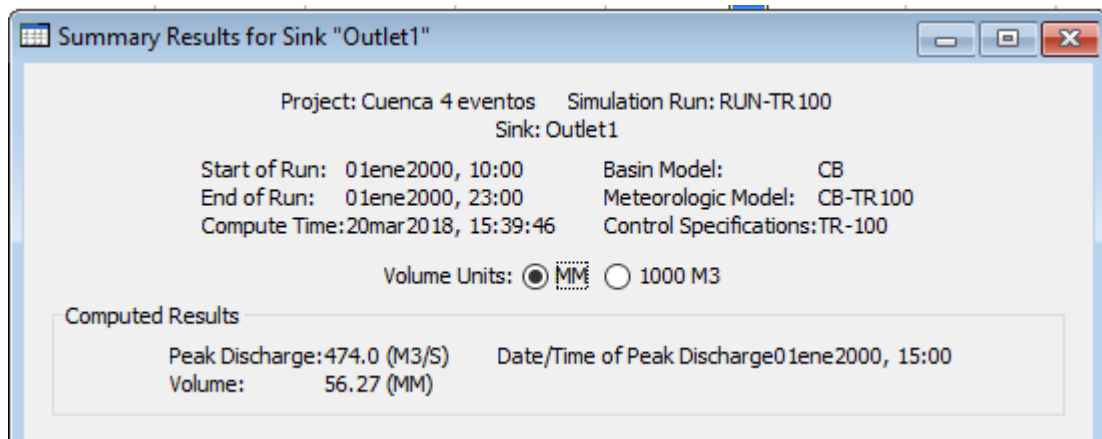 Summary Results for Sink "Outlet1"
Project: Cuenca 4 eventos Simulation Run: RUN-TR100
Sink: Outlet1
Start of Run: 01ene2000, 10:00 Basin Model: CB
End of Run: 01ene2000, 23:00 Meteorologic Model: CB-TR100
Compute Time:20mar2018, 15:39:46 Control Specifications:TR-100
Volume Units: MM 1000 M3
Computed Results
Peak Discharge:474.0 (M3/S) Date/Time of Peak Discharge01ene2000, 15:00
Volume: 56.27 (MM)